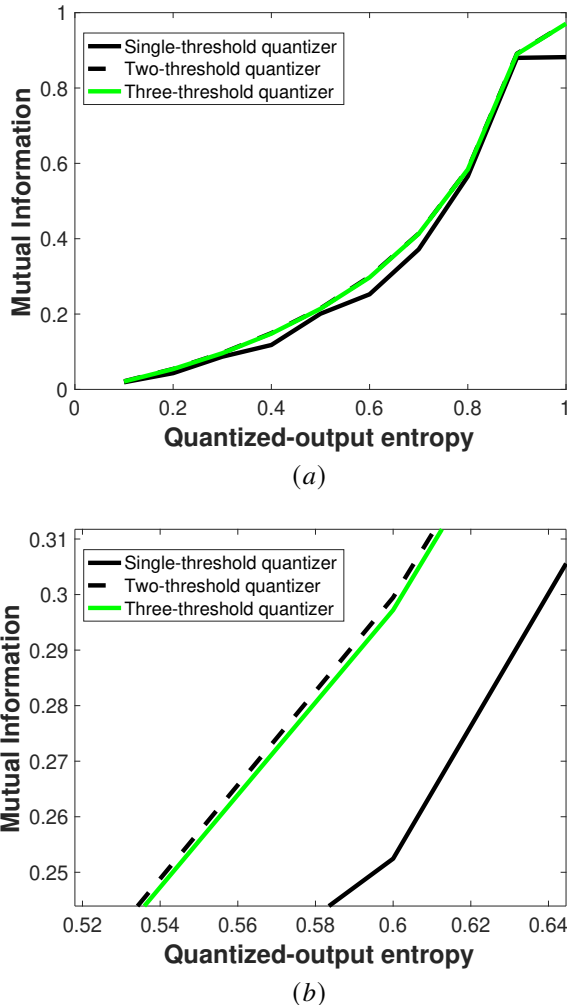 1
0.8
0.6
0.4
0.2
0
Mutual Information
Single-threshold quantizer
Two-threshold quantizer
Three-threshold quantizer
0 0.2 0.4 0.6 0.8 1
Quantized-output entropy
(a)
0.31
0.3
0.29
0.28
0.27
0.26
0.25
Mutual Information
Single-threshold quantizer
Two-threshold quantizer
Three-threshold quantizer
0.52 0.54 0.56 0.58 0.6 0.62 0.64
Quantized-output entropy
(b)